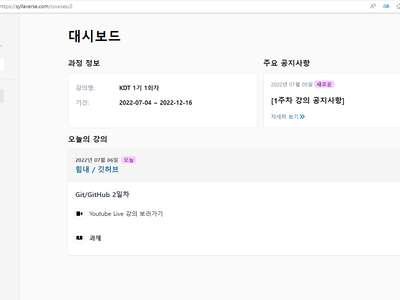 https://syllaverse.com/courses/3
대시보드
과정 정보
강의명: KDT 1기 1회차
기간: 2022-07-04 ~ 2022-12-16
주요 공지사항
2022년 07월 05일 새로운
[1주차 강의 공지사항]
자세히 보기 »
오늘의 강의
2022년 07월 06일 오늘
힘내 / 깃허브
Git/GitHub 2일차
Youtube Live 강의 보러가기
과제